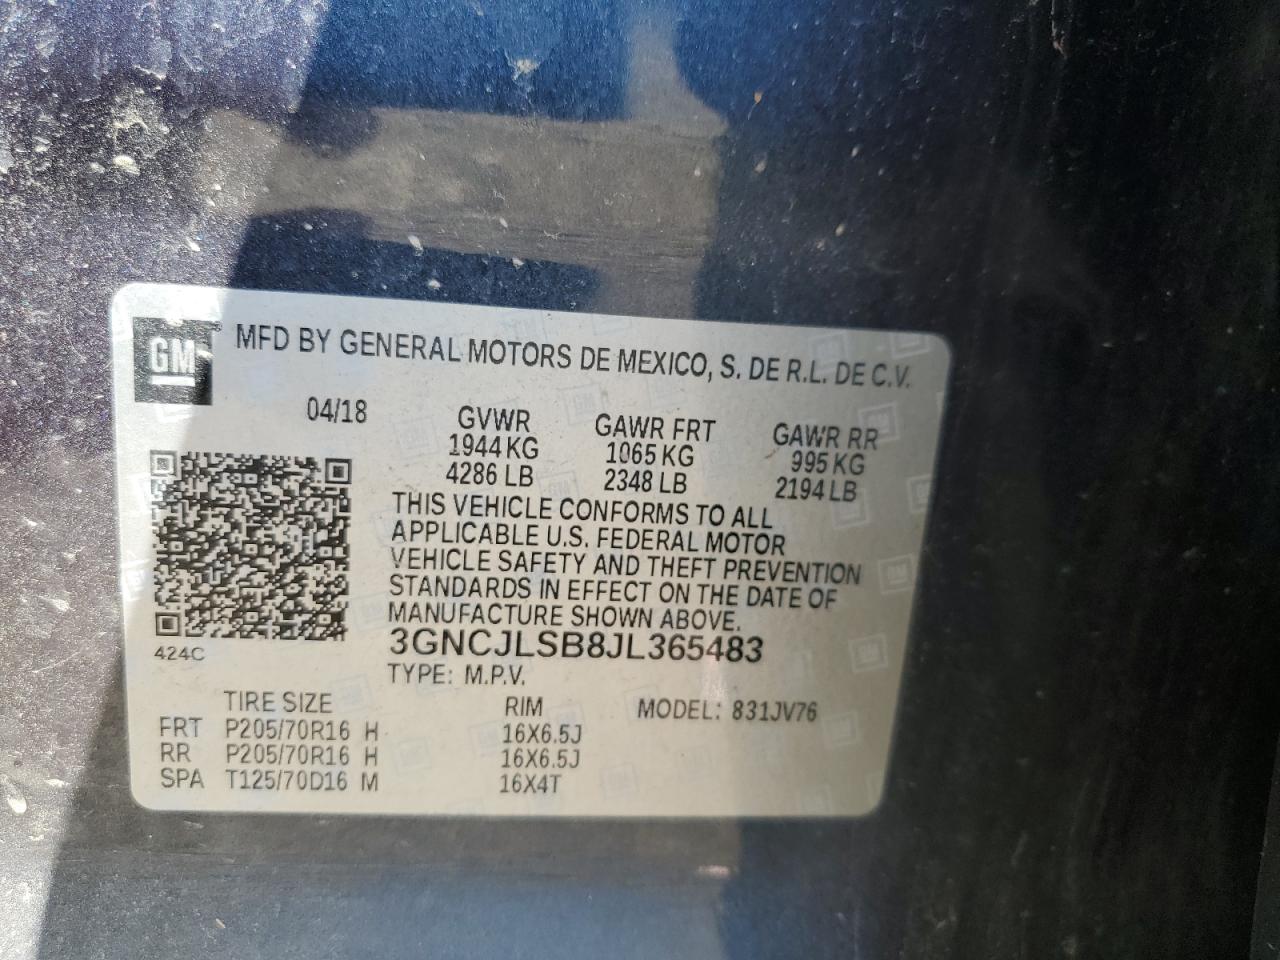 GM
MFD BY GENERAL MOTORS DE MEXICO, S. DE R.L. DE C.V.
04/18 GVWR GAWR FRT GAWR RR
1944 KG 1065 KG 995 KG
4286 LB 2348 LB 2194 LB
THIS VEHICLE CONFORMS TO ALL
APPLICABLE U.S. FEDERAL MOTOR
VEHICLE SAFETY AND THEFT PREVENTION
STANDARDS IN EFFECT ON THE DATE OF
MANUFACTURE SHOWN ABOVE.
424C
3GNCJLSB8JL365483
TYPE: M.P.V.
TIRE SIZE RIM MODEL: 831JV76
FRT P205/70R16 H 16X6.5J
RR P205/70R16 H 16X6.5J
SPA T125/70D16 M 16X4T